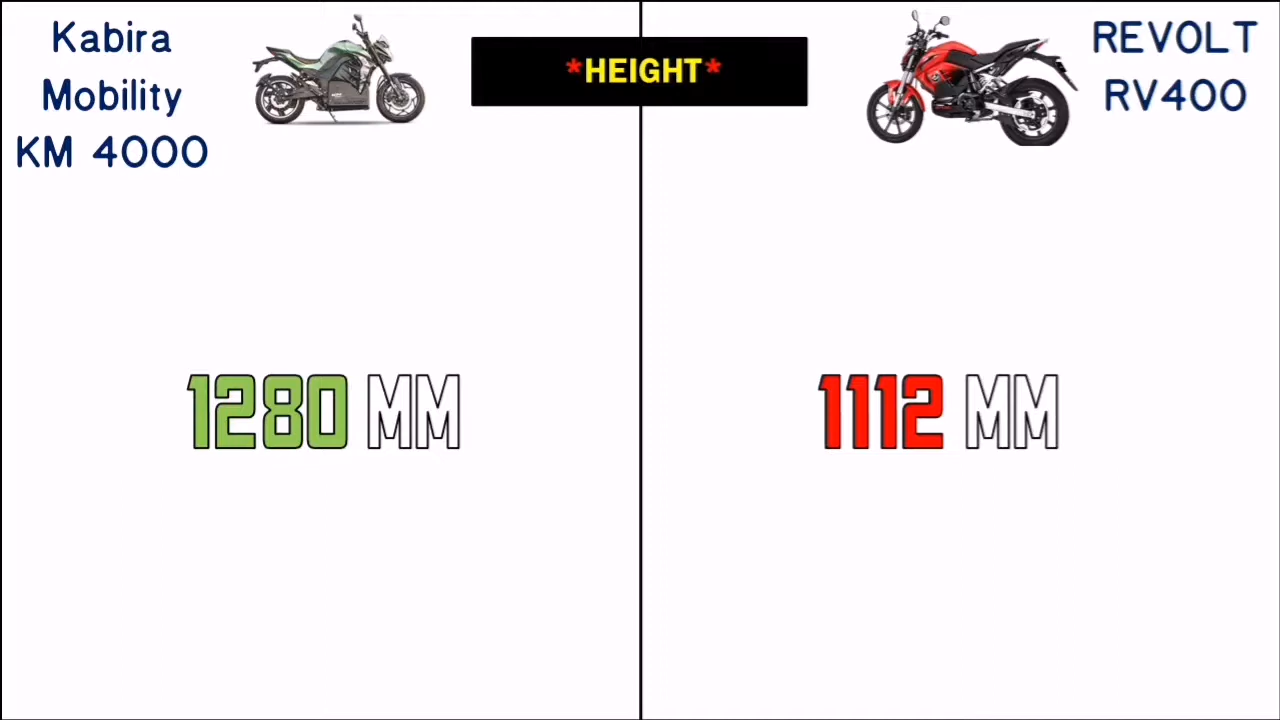 Kabira
Mobility
KM 4000
*HEIGHT*
REVOLT
RV400
1280 MM
1112 MM